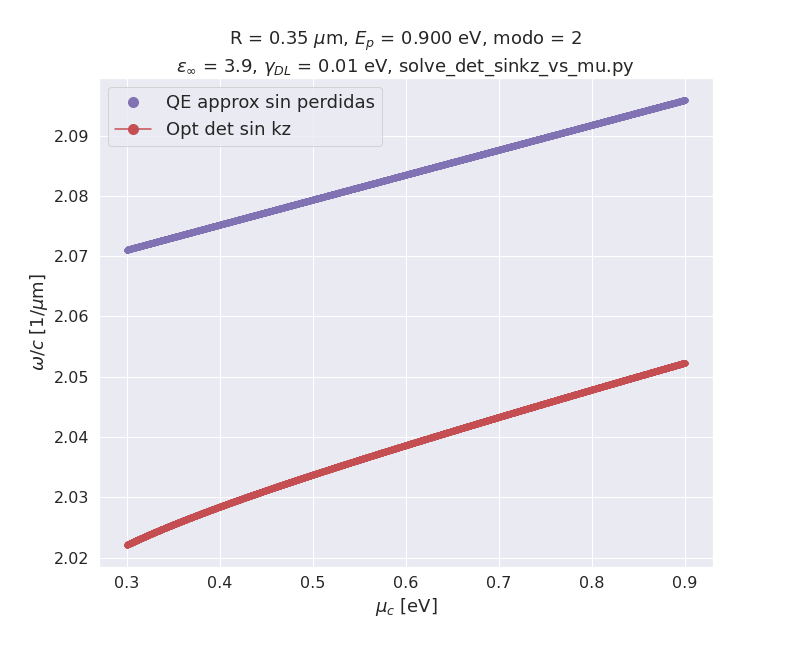 R = 0.35 μm, E_p = 0.900 eV, modo = 2
ε_∞ = 3.9, γ_DL = 0.01 eV, solve_det_sinkz_vs_mu.py
QE approx sin perdidas
Opt det sin kz
2.09
2.08
2.07
2.06
2.05
2.04
2.03
2.02
ω/c [1/μm]
0.3 0.4 0.5 0.6 0.7 0.8 0.9
μ_c [eV]